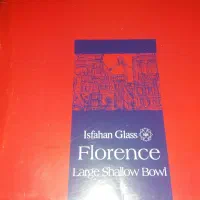 Isfahan Glass
Florence
Large Shallow Bowl